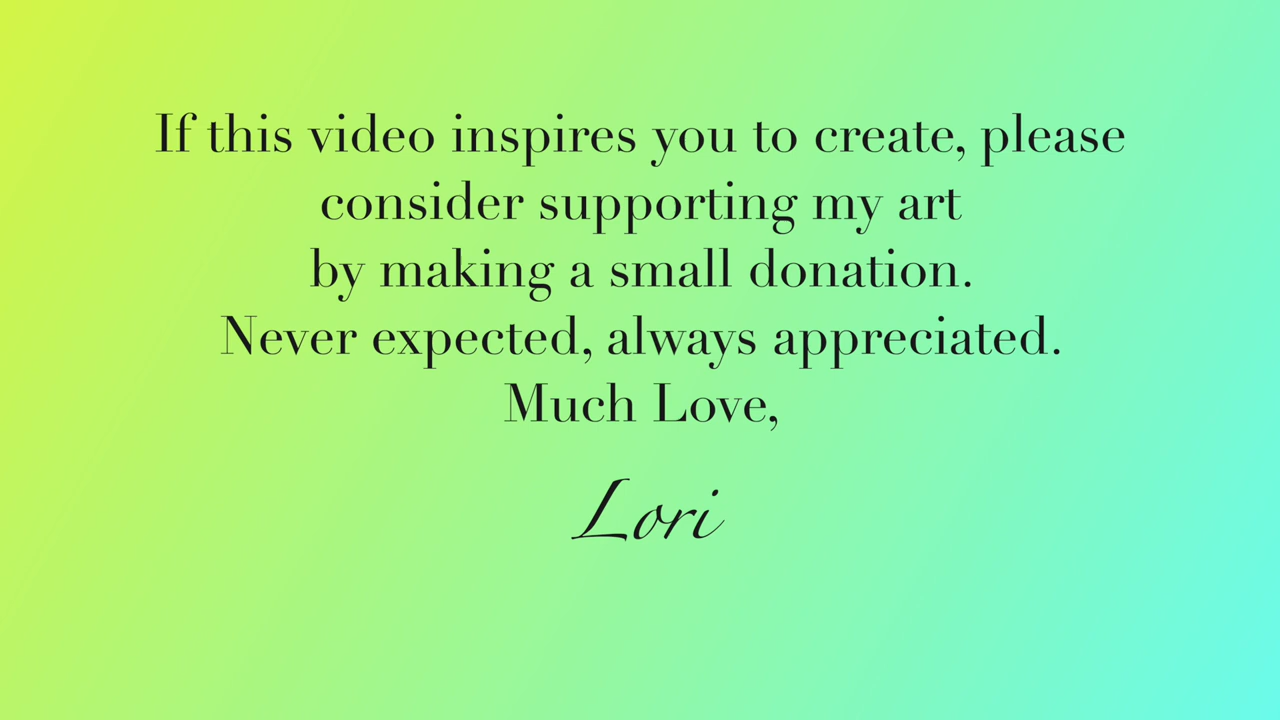 If this video inspires you to create, please
consider supporting my art
by making a small donation.
Never expected, always appreciated.
Much Love,
Lori